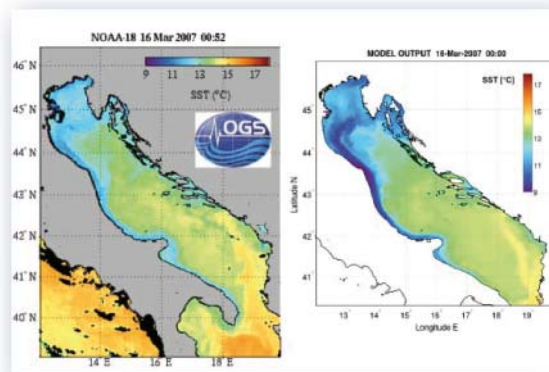 NOAA-18 16 Mar 2007 00:52
9 11 13 15 17
SST (°C)
OGS
46° N
45° N
44° N
43° N
42° N
41° N
40° N
14° E
16° E
18° E
MODEL OUTPUT 16-Mar-2007 00:00
SST (°C)
17
15
13
11
9
Latitude N
46
45
44
43
42
41
13° 14° 15° 16° 17° 18° 19°
Longitude E